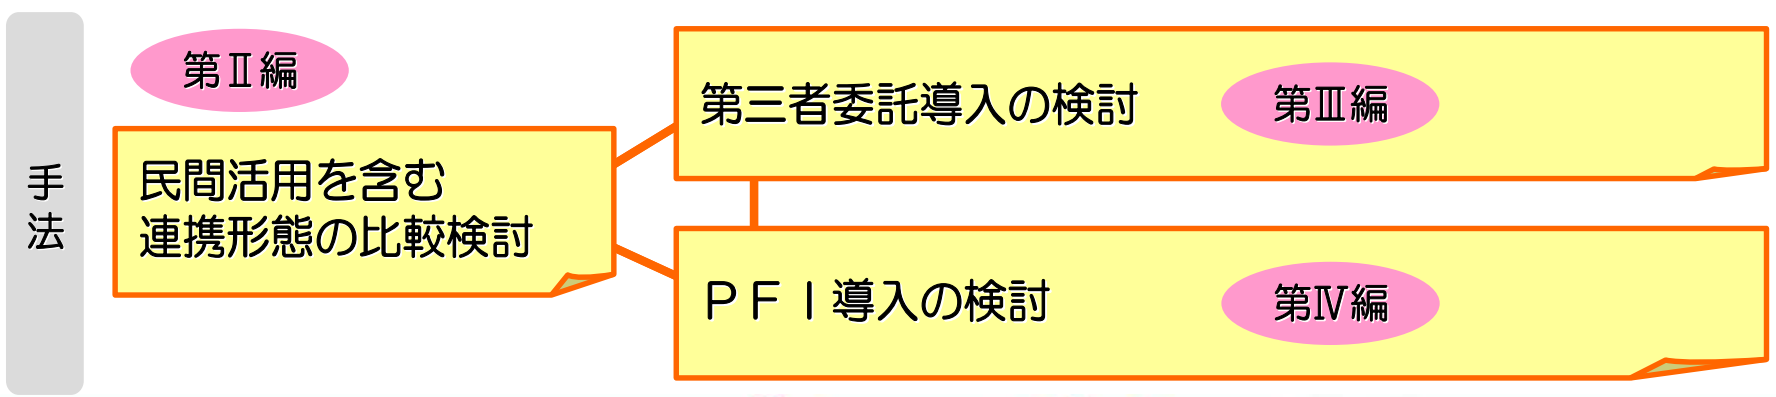 手法
第Ⅱ編
民間活用を含む
連携形態の比較検討
第三者委託導入の検討
第Ⅲ編
ＰＦＩ導入の検討
第Ⅳ編